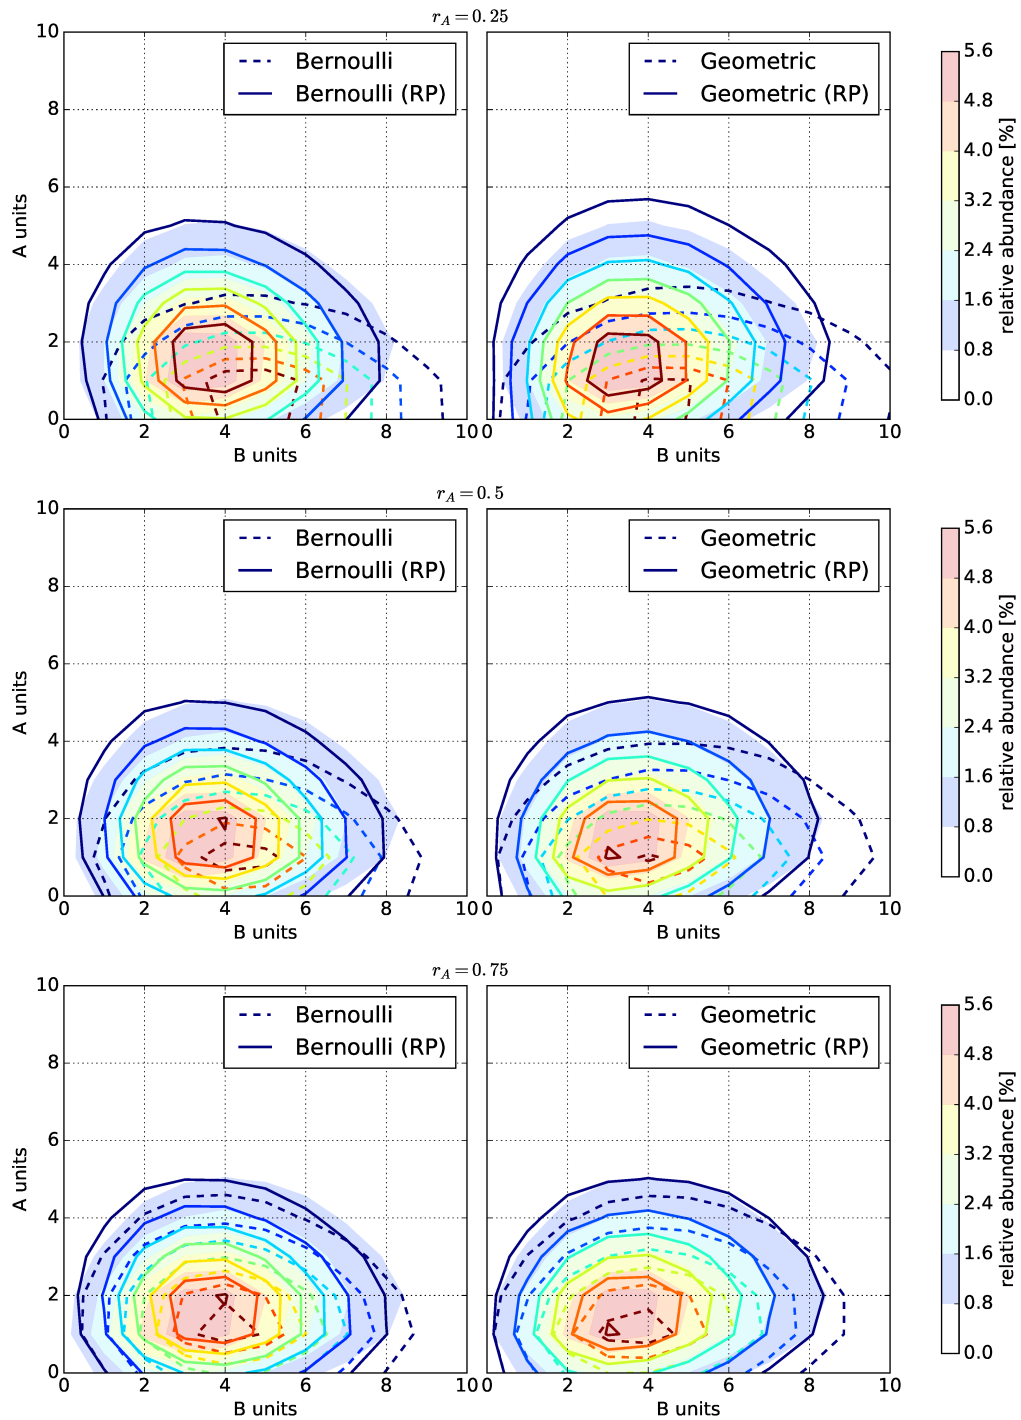 r_A = 0.25
10
8
6
4
2
0
A units
Bernoulli
Bernoulli (RP)
0 2 4 6 8 10
B units
Geometric
Geometric (RP)
0 2 4 6 8 10
B units
5.6
4.8
4.0
3.2
2.4
1.6
0.8
0.0
relative abundance [%]
r_A = 0.5
10
8
6
4
2
0
A units
Bernoulli
Bernoulli (RP)
0 2 4 6 8 10
B units
Geometric
Geometric (RP)
0 2 4 6 8 10
B units
5.6
4.8
4.0
3.2
2.4
1.6
0.8
0.0
relative abundance [%]
r_A = 0.75
10
8
6
4
2
0
A units
Bernoulli
Bernoulli (RP)
0 2 4 6 8 10
B units
Geometric
Geometric (RP)
0 2 4 6 8 10
B units
5.6
4.8
4.0
3.2
2.4
1.6
0.8
0.0
relative abundance [%]